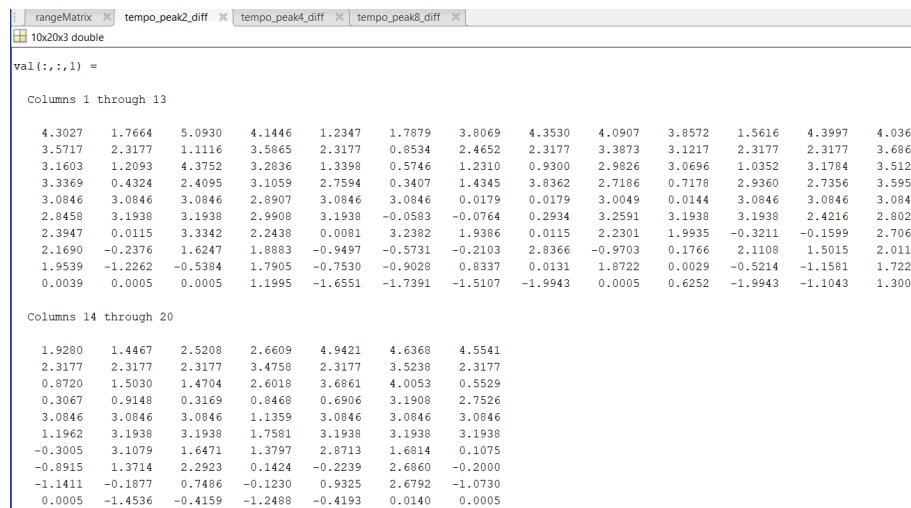 rangeMatrix tempo_peak2_diff tempo_peak4_diff tempo_peak8_diff
10x20x3 double
val(:,:,1) =
Columns 1 through 13
4.3027 1.7664 5.0930 4.1446 1.2347 1.7879 3.8069 4.3530 4.0907 3.8572 1.5616 4.3997 4.036
3.5717 2.3177 1.1116 3.5865 2.3177 0.8534 2.4652 2.3177 3.3873 3.1217 2.3177 2.3177 3.686
3.1603 1.2093 4.3752 3.2836 1.3398 0.5746 1.2310 0.9300 2.9826 3.0696 1.0352 3.1784 3.512
3.3369 0.4324 2.4095 3.1059 2.7594 0.3407 1.4345 3.8362 2.7186 0.7178 2.9360 2.7356 3.595
3.0846 3.0846 3.0846 2.8907 3.0846 3.0846 0.0179 0.0179 3.0049 0.0144 3.0846 3.0846 3.084
2.8458 3.1938 3.1938 2.9908 3.1938 -0.0583 -0.0764 0.2934 3.2591 3.1938 3.1938 2.4216 2.802
2.3947 0.0115 3.3342 2.2438 0.0081 3.2382 1.9386 0.0115 2.2301 1.9935 -0.3211 -0.1599 2.706
2.1690 -0.2376 1.6247 1.8883 -0.9497 -0.5731 -0.2103 2.8366 -0.9703 0.1766 2.1108 1.5015 2.011
1.9539 -1.2262 -0.5384 1.7905 -0.7530 -0.9028 0.8337 0.0131 1.8722 0.0029 -0.5214 -1.1581 1.722
0.0039 0.0005 0.0005 1.1995 -1.6551 -1.7391 -1.5107 -1.9943 0.0005 0.6252 -1.9943 -1.1043 1.300
Columns 14 through 20
1.9280 1.4467 2.5208 2.6609 4.9421 4.6368 4.5541
2.3177 2.3177 2.3177 3.4758 2.3177 3.5238 2.3177
0.8720 1.5030 1.4704 2.6018 3.6861 4.0053 0.5529
0.3067 0.9148 0.3169 0.8468 0.6906 3.1908 2.7526
3.0846 3.0846 3.0846 1.1359 3.0846 3.0846 3.0846
1.1962 3.1938 3.1938 1.7581 3.1938 3.1938 3.1938
-0.3005 3.1079 1.6471 1.3797 2.8713 1.6814 0.1075
-0.8915 1.3714 2.2923 0.1424 -0.2239 2.6860 -0.2000
-1.1411 -0.1877 0.7486 -0.1230 0.9325 2.6792 -1.0730
0.0005 -1.4536 -0.4159 -1.2488 -0.4193 0.0140 0.0005